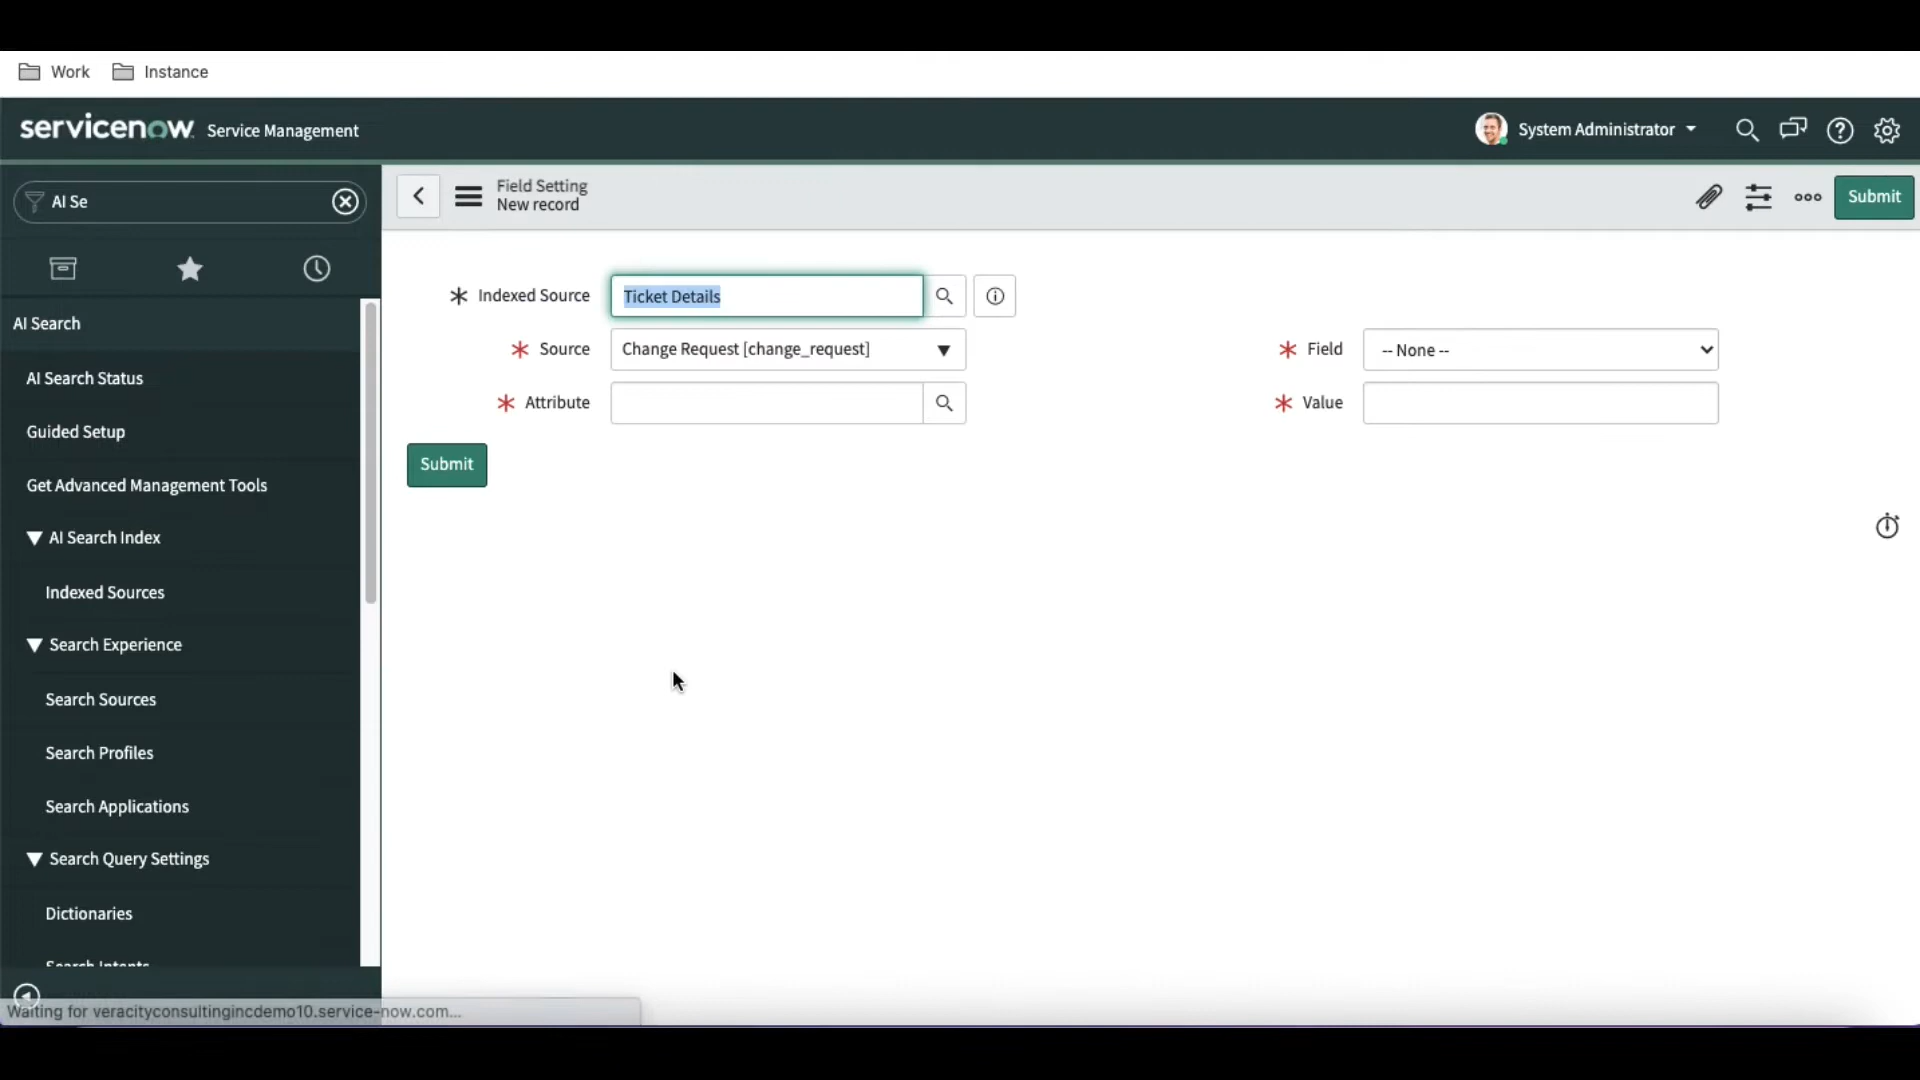 Work Instance
servicenow Service Management
System Administrator
AI Se
Field Setting
New record
Submit
AI Search
AI Search Status
Guided Setup
Get Advanced Management Tools
AI Search Index
Indexed Sources
Search Experience
Search Sources
Search Profiles
Search Applications
Search Query Settings
Dictionaries
Search Intents
Indexed Source Ticket Details
Source Change Request [change_request]
Field -- None --
Attribute
Value
Submit
Waiting for veracityconsultingincdemo10.service-now.com...